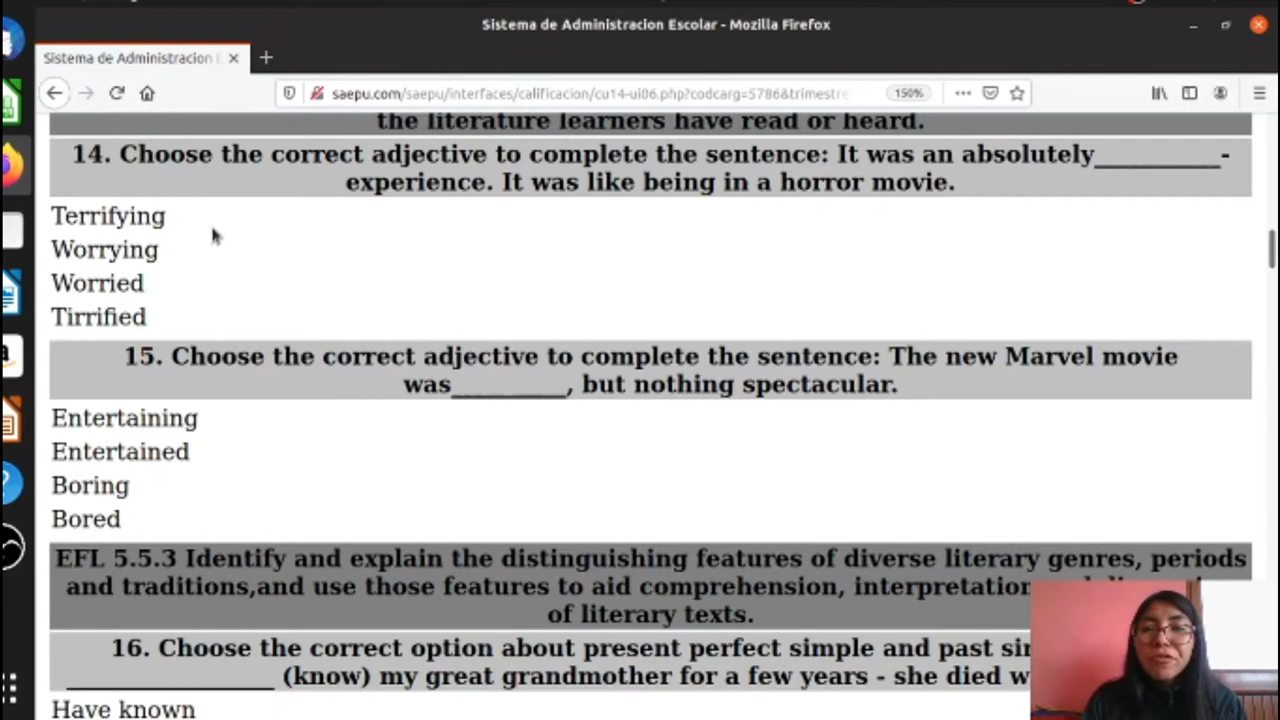 Sistema de Administracion Escolar - Mozilla Firefox
Sistema de Administracion
saepu.com/saepu/interfaces/calificacion/cu14-ui06.php?codcarg=5786&trimestre
150%
the literature learners have read or heard.
14. Choose the correct adjective to complete the sentence: It was an absolutely___________-
experience. It was like being in a horror movie.
Terrifying
Worrying
Worried
Tirrified
15. Choose the correct adjective to complete the sentence: The new Marvel movie
was__________, but nothing spectacular.
Entertaining
Entertained
Boring
Bored
EFL 5.5.3 Identify and explain the distinguishing features of diverse literary genres, periods
and traditions,and use those features to aid comprehension, interpretation
of literary texts.
16. Choose the correct option about present perfect simple and past
__________________ (know) my great grandmother for a few years - she died
Have known